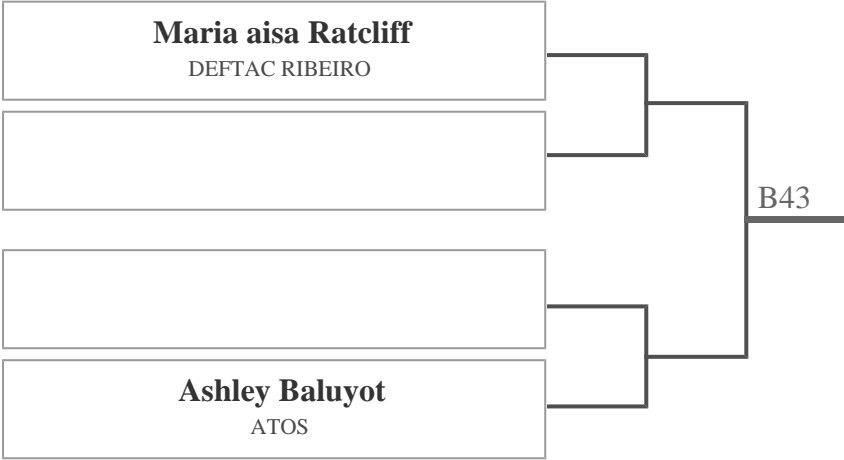 Maria aisa Ratcliff
DEFTAC RIBEIRO
B43
Ashley Baluyot
ATOS